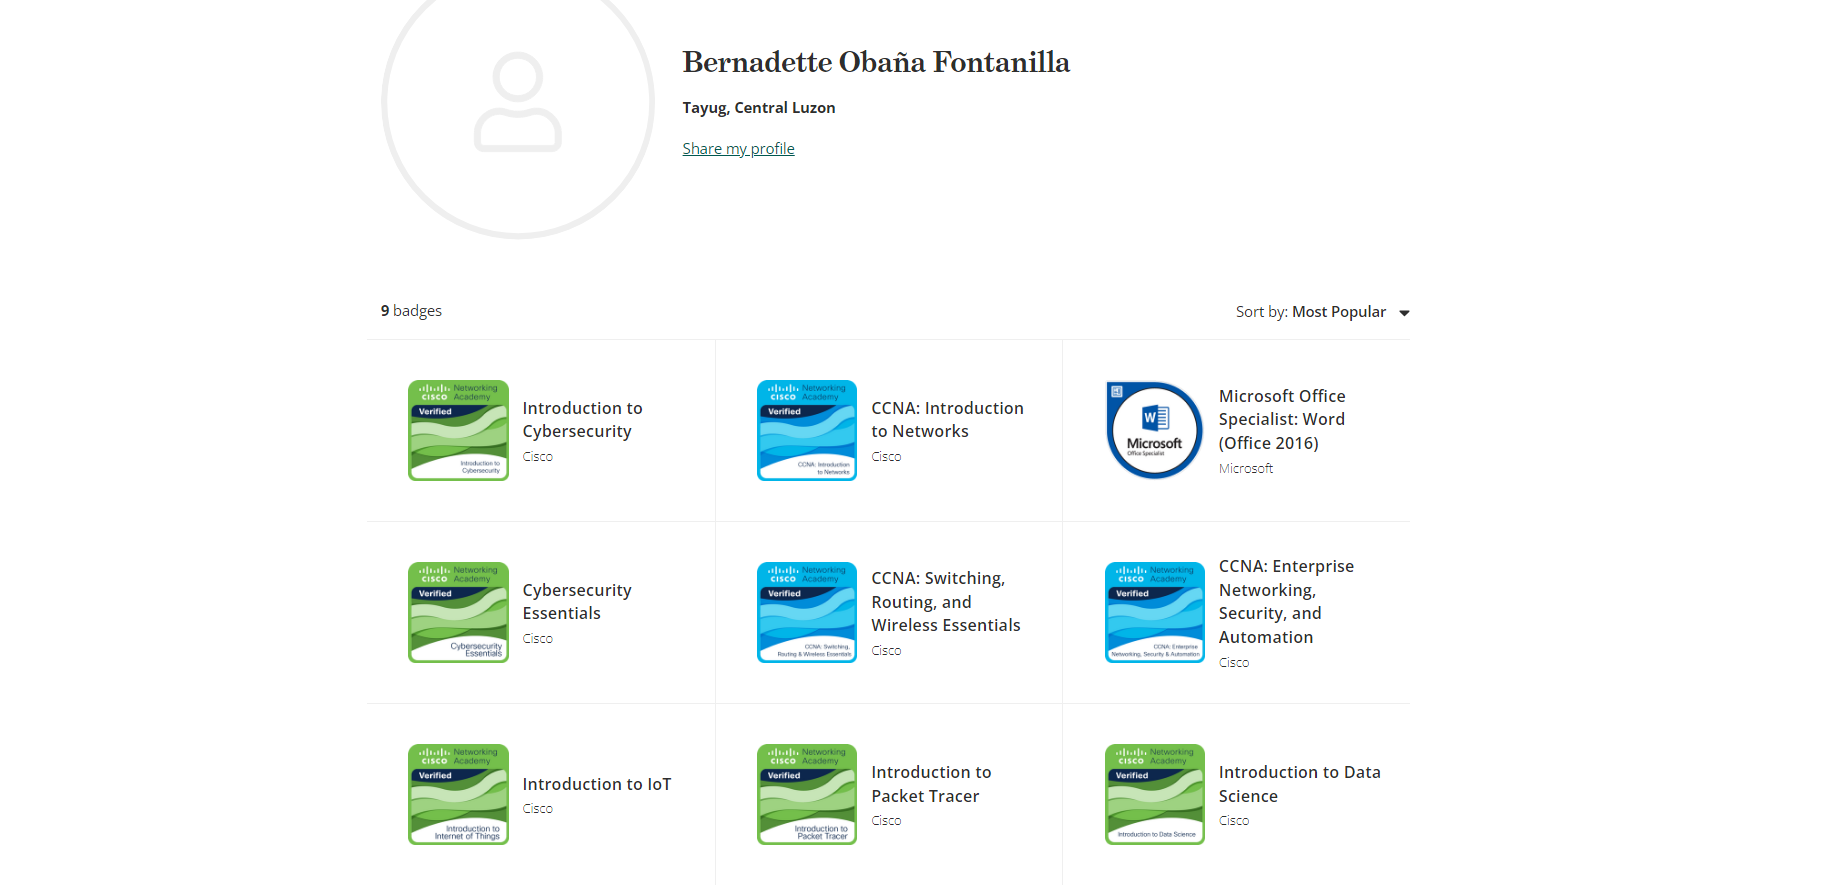 Bernadette Obaña Fontanilla
Tayug, Central Luzon
Share my profile
9 badges
Sort by: Most Popular
Networking
CISCO Academy
Verified
Introduction to
Cybersecurity
Introduction to
Cybersecurity
Cisco
Networking
CISCO Academy
Verified
CCNA: Introduction
to Networks
CCNA: Introduction
to Networks
Cisco
W
Microsoft
Office Specialist
Microsoft Office
Specialist: Word
(Office 2016)
Microsoft
Networking
CISCO Academy
Verified
Cybersecurity
Essentials
Cybersecurity
Essentials
Cisco
Networking
CISCO Academy
Verified
CCNA: Switching,
Routing & Wireless Essentials
CCNA: Switching,
Routing, and
Wireless Essentials
Cisco
Networking
CISCO Academy
Verified
CCNA: Enterprise
Networking, Security & Automation
CCNA: Enterprise
Networking,
Security, and
Automation
Cisco
Networking
CISCO Academy
Verified
Introduction to
Internet of Things
Introduction to IoT
Cisco
Networking
CISCO Academy
Verified
Introduction to
Packet Tracer
Introduction to
Packet Tracer
Cisco
Networking
CISCO Academy
Verified
Introduction to Data Science
Introduction to Data
Science
Cisco